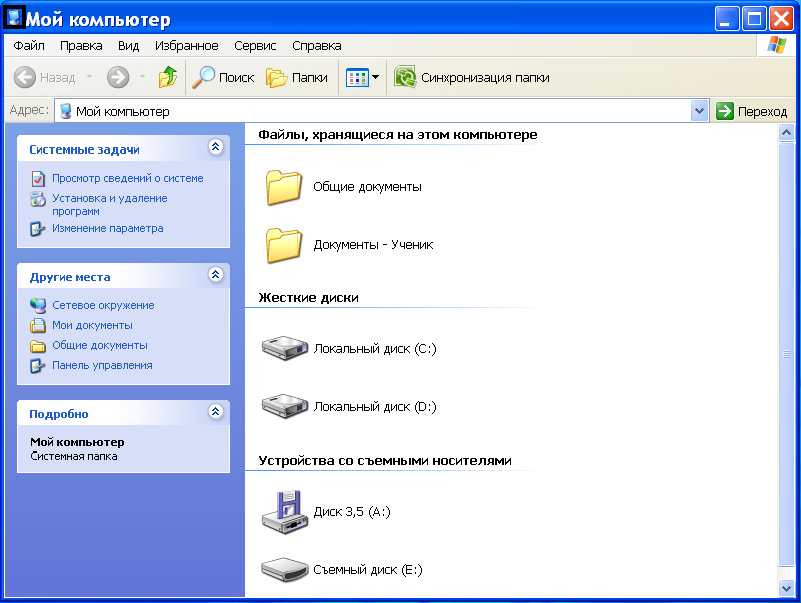 Мой компьютер
Файл Правка Вид Избранное Сервис Справка
Назад Поиск Папки Синхронизация папки
Адрес: Мой компьютер Переход
Системные задачи
Просмотр сведений о системе
Установка и удаление
программ
Изменение параметра
Другие места
Сетевое окружение
Мои документы
Общие документы
Панель управления
Подробно
Мой компьютер
Системная папка
Файлы, хранящиеся на этом компьютере
Общие документы
Документы - Ученик
Жесткие диски
Локальный диск (C:)
Локальный диск (D:)
Устройства со съемными носителями
Диск 3,5 (A:)
Съемный диск (E:)